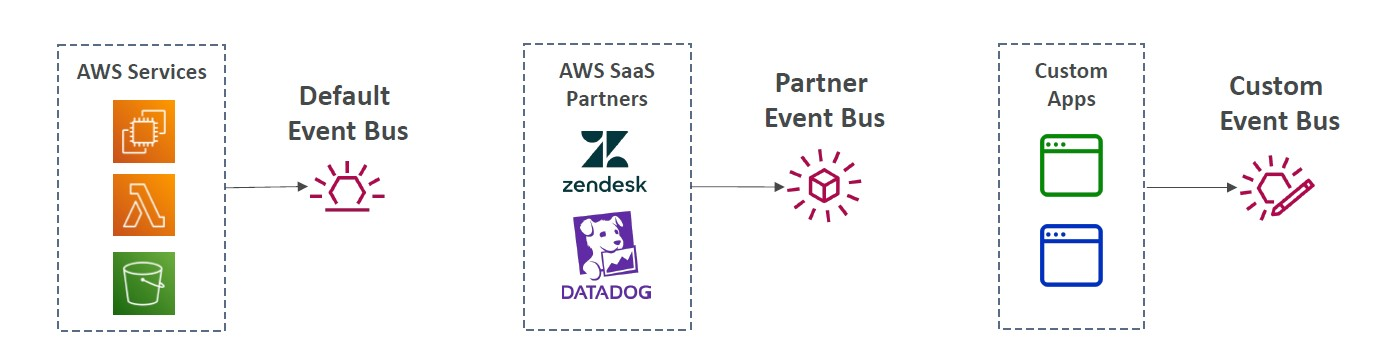 AWS Services
Default
Event Bus
AWS SaaS
Partners
zendesk
DATADOG
Partner
Event Bus
Custom
Apps
Custom
Event Bus